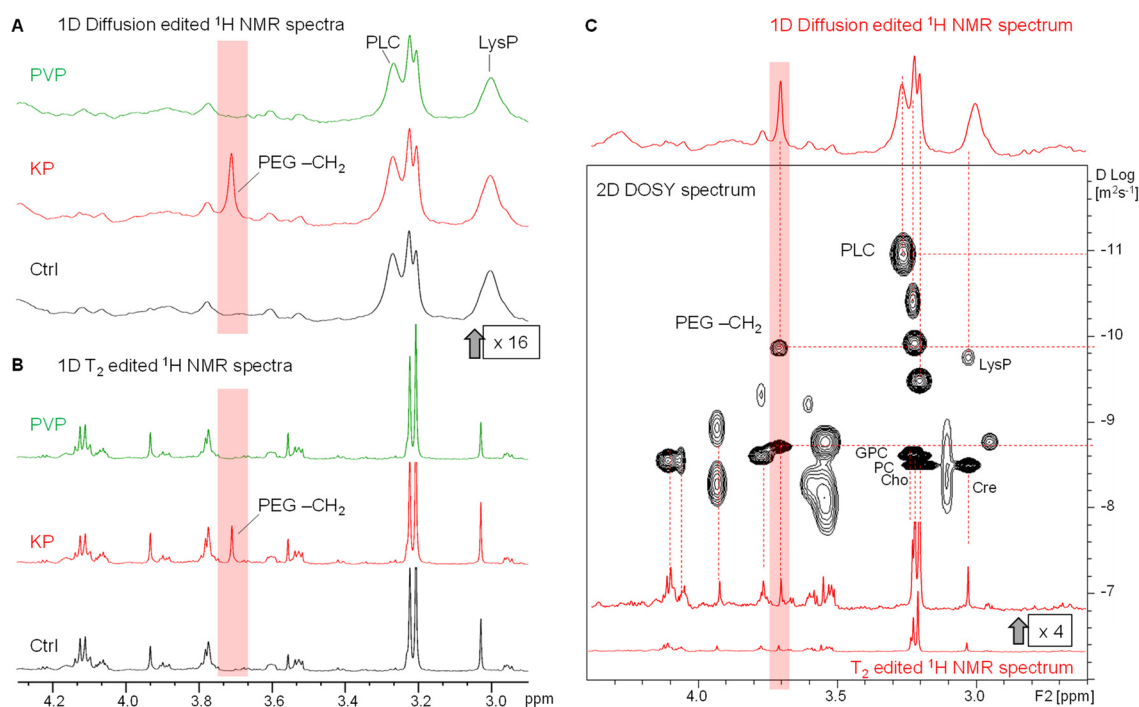 A
1D Diffusion edited ¹H NMR spectra
PVP
PLC
LysP
KP
PEG –CH₂
Ctrl
x 16
B
1D T₂ edited ¹H NMR spectra
PVP
KP
PEG –CH₂
Ctrl
4.2 4.0 3.8 3.6 3.4 3.2 3.0 ppm
C
1D Diffusion edited ¹H NMR spectrum
2D DOSY spectrum
D Log
[m²s⁻¹]
PLC
-11
PEG –CH₂
-10
LysP
-9
GPC
PC
Cho
Cre
-8
-7
x 4
T₂ edited ¹H NMR spectrum
4.0 3.5 3.0 F2 [ppm]